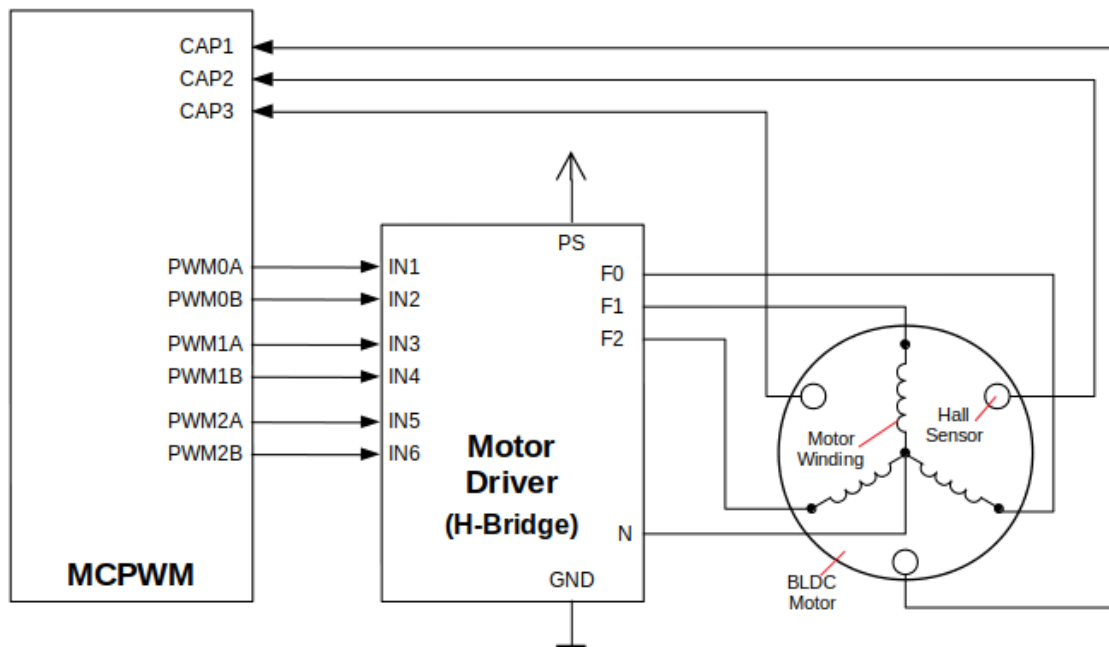 CAP1
CAP2
CAP3
PWM0A
PWM0B
PWM1A
PWM1B
PWM2A
PWM2B
MCPWM
PS
IN1
IN2
IN3
IN4
IN5
IN6
F0
F1
F2
Motor
Driver
(H-Bridge)
N
GND
Hall
Sensor
Motor
Winding
BLDC
Motor